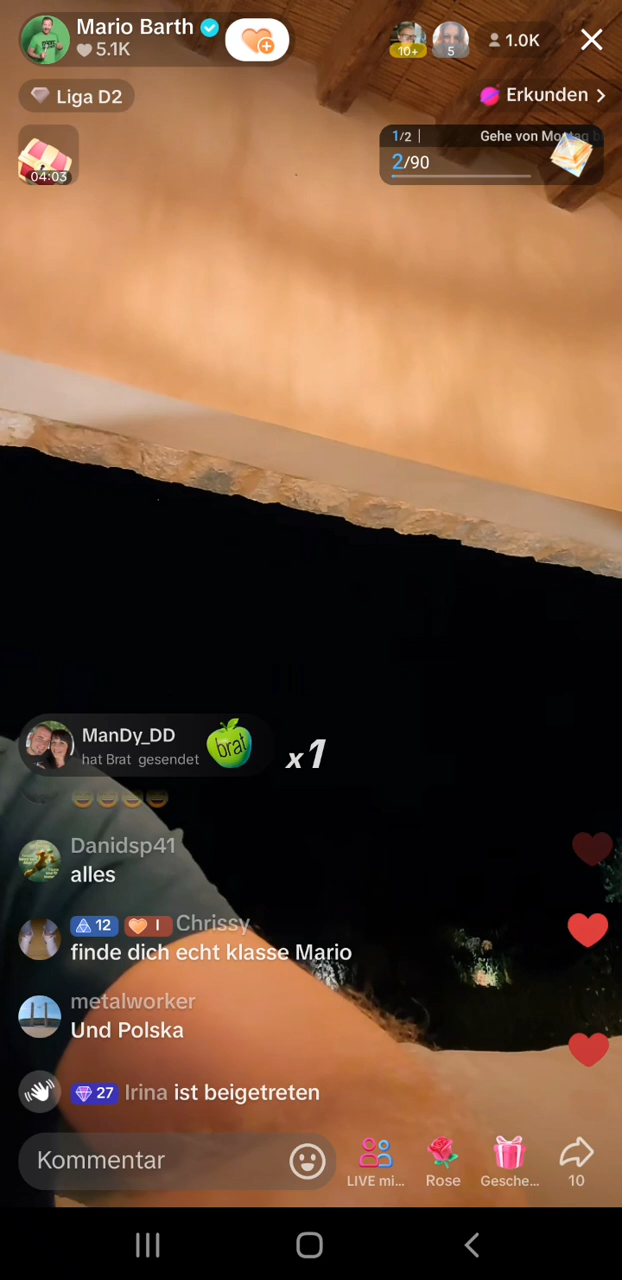 Mario Barth
5.1K
10+
5
1.0K
Liga D2
Erkunden
04:03
1/2 | Gehe von Montag b
2/90
ManDy_DD
hat Brat gesendet
brat
x1
Danidsp41
alles
12 I Chrissy
finde dich echt klasse Mario
metalworker
Und Polska
27 Irina ist beigetreten
Kommentar
LIVE mi...
Rose
Gesche...
10